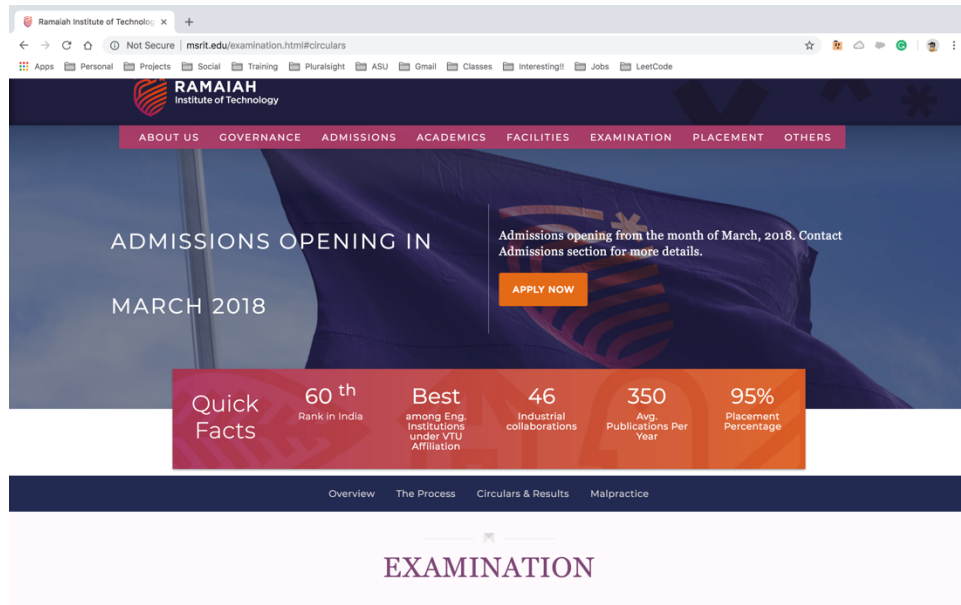 Ramaiah Institute of Technolog
Not Secure | msrit.edu/examination.html#circulars
Apps Personal Projects Social Training Pluralsight ASU Gmail Classes Interesting!! Jobs LeetCode
RAMAIAH
Institute of Technology
ABOUT US GOVERNANCE ADMISSIONS ACADEMICS FACILITIES EXAMINATION PLACEMENT OTHERS
ADMISSIONS OPENING IN
MARCH 2018
Admissions opening from the month of March, 2018. Contact
Admissions section for more details.
APPLY NOW
Quick
Facts
60 th
Rank in India
Best
among Eng.
Institutions
under VTU
Affiliation
46
Industrial
collaborations
350
Avg.
Publications Per
Year
95%
Placement
Percentage
Overview The Process Circulars & Results Malpractice
EXAMINATION